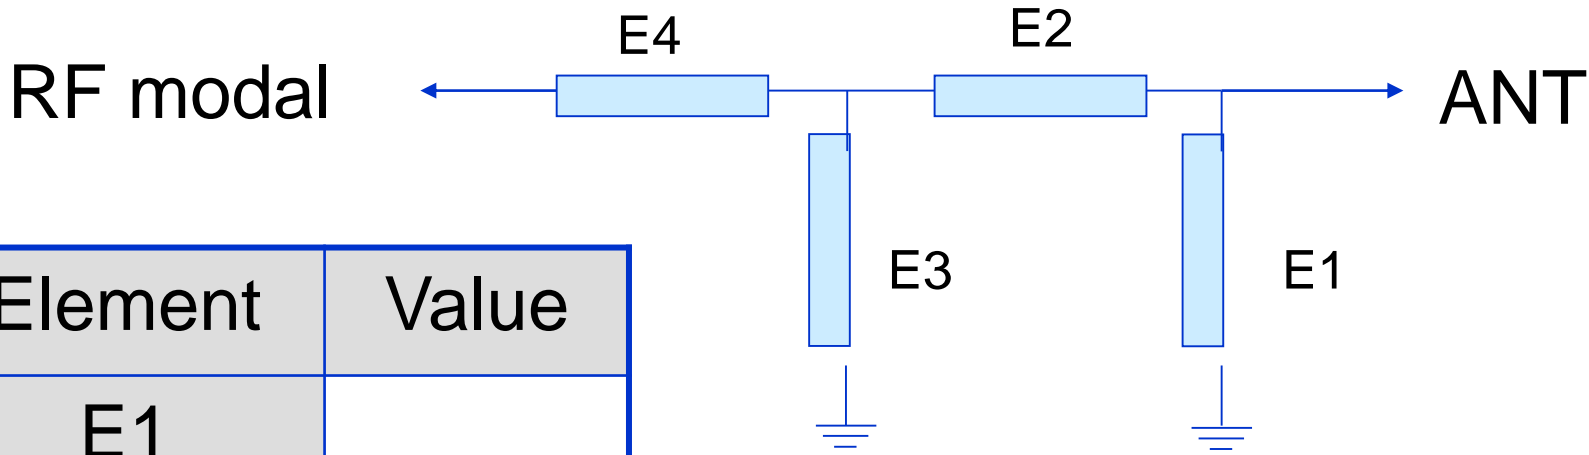 E4 E2
RF modal ANT
E3 E1
Element Value
E1